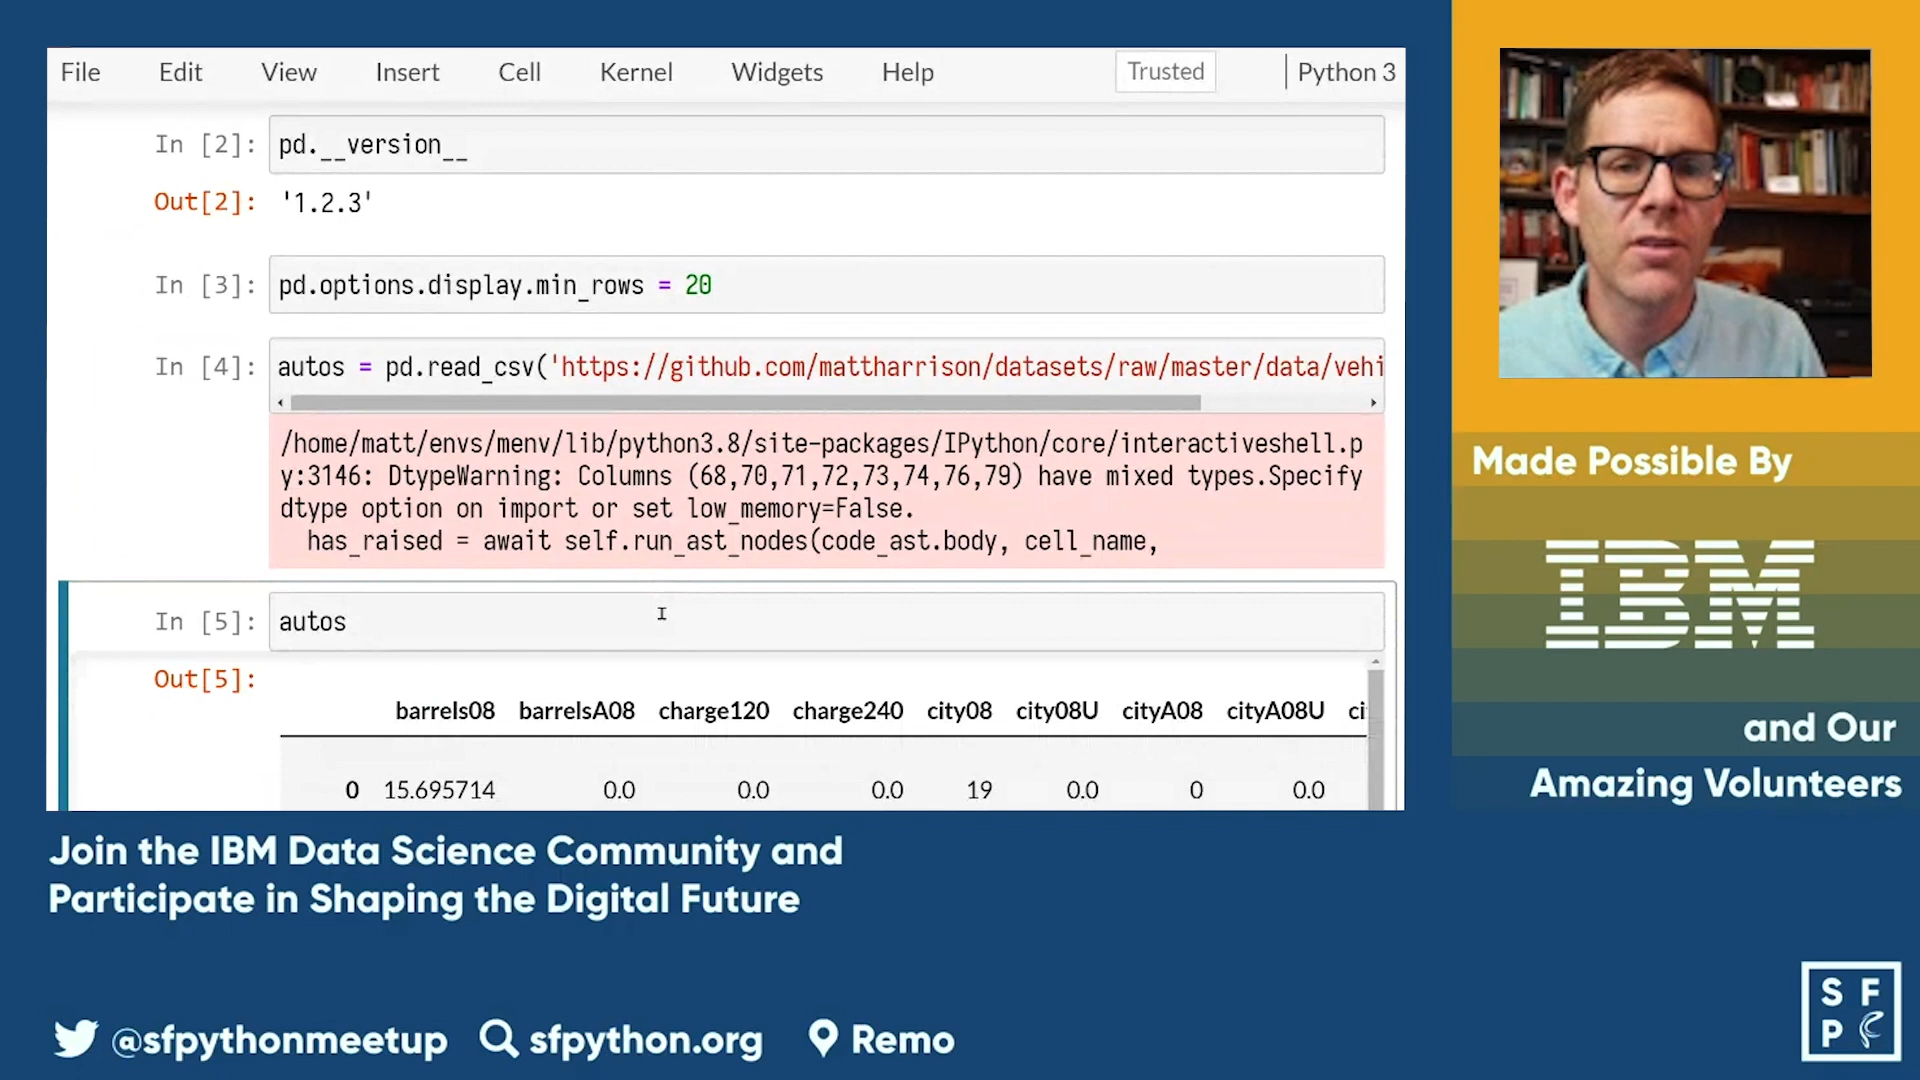 File Edit View Insert Cell Kernel Widgets Help Trusted Python 3
In [2]: pd.__version__
Out[2]: '1.2.3'
In [3]: pd.options.display.min_rows = 20
In [4]: autos = pd.read_csv('https://github.com/mattharrison/datasets/raw/master/data/vehi
/home/matt/envs/menv/lib/python3.8/site-packages/IPython/core/interactiveshell.p
y:3146: DtypeWarning: Columns (68,70,71,72,73,74,76,79) have mixed types.Specify
dtype option on import or set low_memory=False.
has_raised = await self.run_ast_nodes(code_ast.body, cell_name,
In [5]: autos
Out[5]:
barrels08 barrelsA08 charge120 charge240 city08 city08U cityA08 cityA08U ci
0 15.695714 0.0 0.0 0.0 19 0.0 0 0.0
Made Possible By
IBM
and Our
Amazing Volunteers
Join the IBM Data Science Community and
Participate in Shaping the Digital Future
@sfpythonmeetup sfpython.org Remo
S F
P